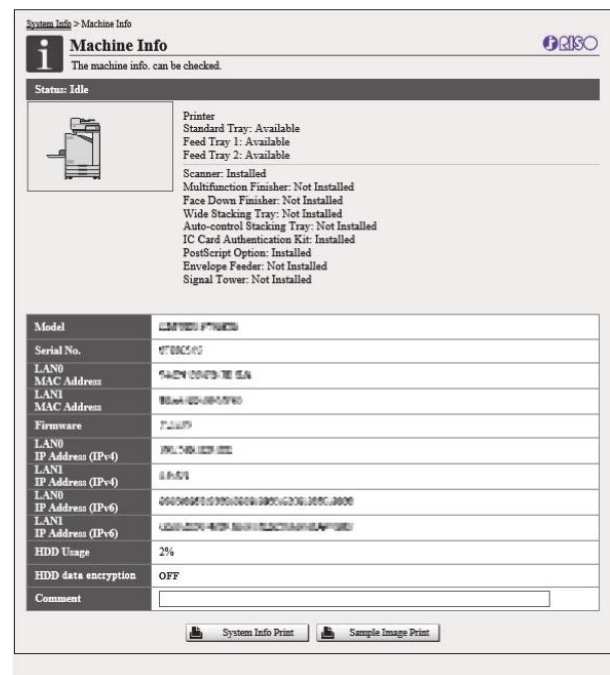 System Info > Machine Info
Machine Info
RISO
The machine info. can be checked.
Status: Idle
Printer
Standard Tray: Available
Feed Tray 1: Available
Feed Tray 2: Available
Scanner: Installed
Multifunction Finisher: Not Installed
Face Down Finisher: Not Installed
Wide Stacking Tray: Not Installed
Auto-control Stacking Tray: Not Installed
IC Card Authentication Kit: Installed
PostScript Option: Installed
Envelope Feeder: Not Installed
Signal Tower: Not Installed
Model
Serial No.
LAN0
MAC Address
LAN1
MAC Address
Firmware
LAN0
IP Address (IPv4)
LAN1
IP Address (IPv4)
LAN0
IP Address (IPv6)
LAN1
IP Address (IPv6)
HDD Usage 2%
HDD data encryption OFF
Comment
System Info Print Sample Image Print